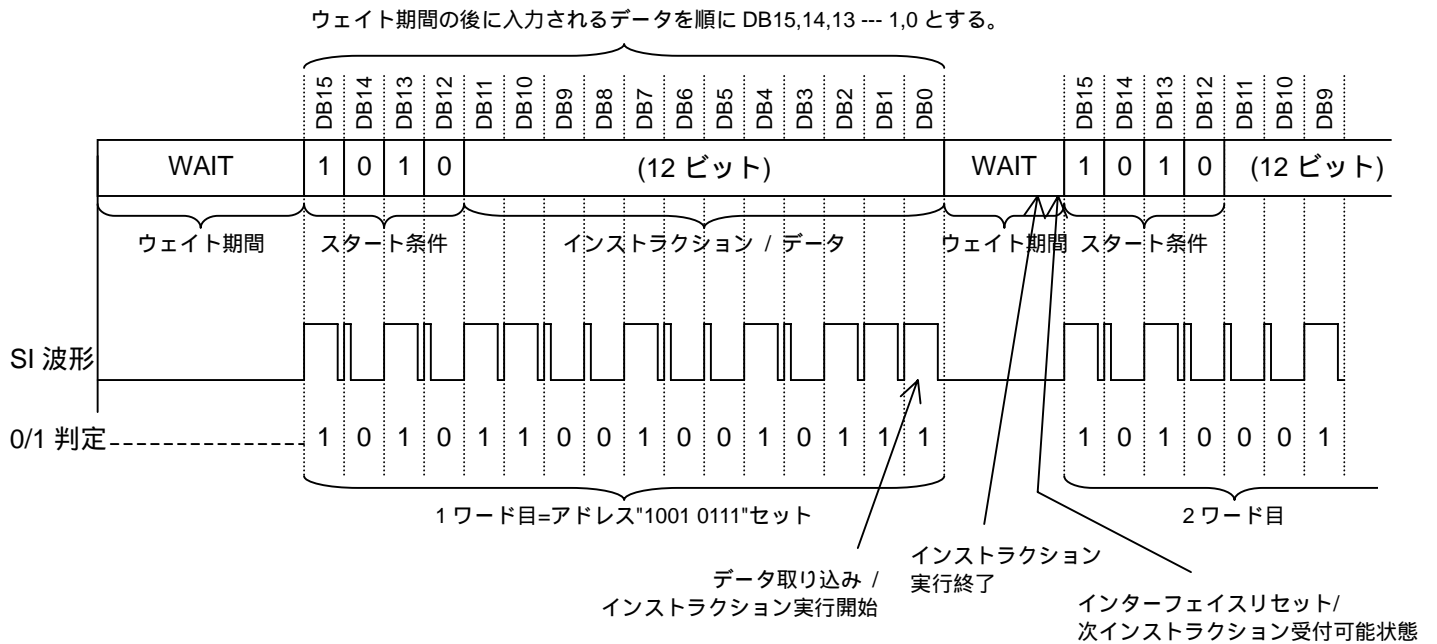 ウェイト期間の後に入力されるデータを順に DB15,14,13 --- 1,0 とする。
DB15 DB14 DB13 DB12 DB11 DB10 DB9 DB8 DB7 DB6 DB5 DB4 DB3 DB2 DB1 DB0 DB15 DB14 DB13 DB12 DB11 DB10 DB9
WAIT 1 0 1 0 (12 ビット) WAIT 1 0 1 0 (12 ビット)
ウェイト期間 スタート条件 インストラクション / データ ウェイト期間 スタート条件
SI 波形
0/1 判定 1 0 1 0 1 1 0 0 1 0 0 1 0 1 1 1 1 0 1 0 0 0 1
1 ワード目=アドレス"1001 0111"セット 2 ワード目
データ取り込み /
インストラクション実行開始
インストラクション
実行終了
インターフェイスリセット/
次インストラクション受付可能状態